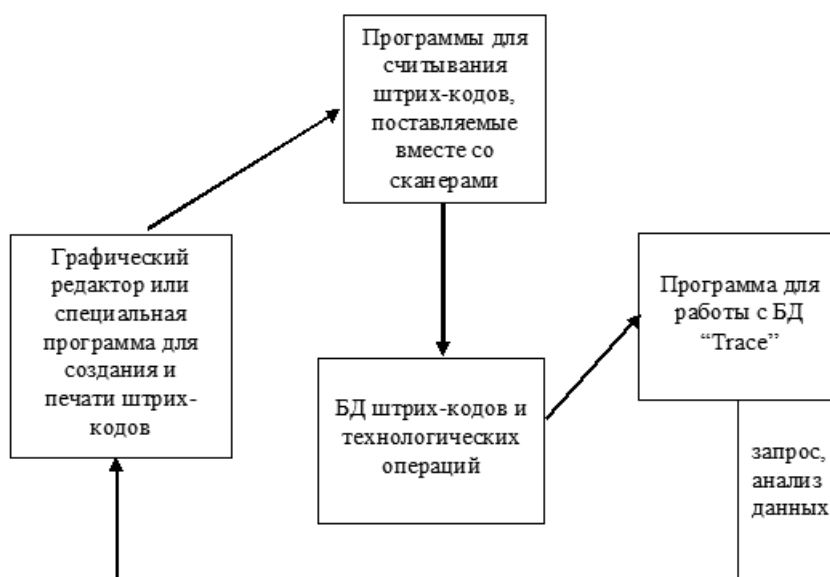 Программы для
считывания
штрих-кодов,
поставляемые
вместе со
сканерами
Графический
редактор или
специальная
программа для
создания и
печати штрих-
кодов
БД штрих-кодов и
технологических
операций
Программа для
работы с БД
“Trace”
запрос,
анализ
данных